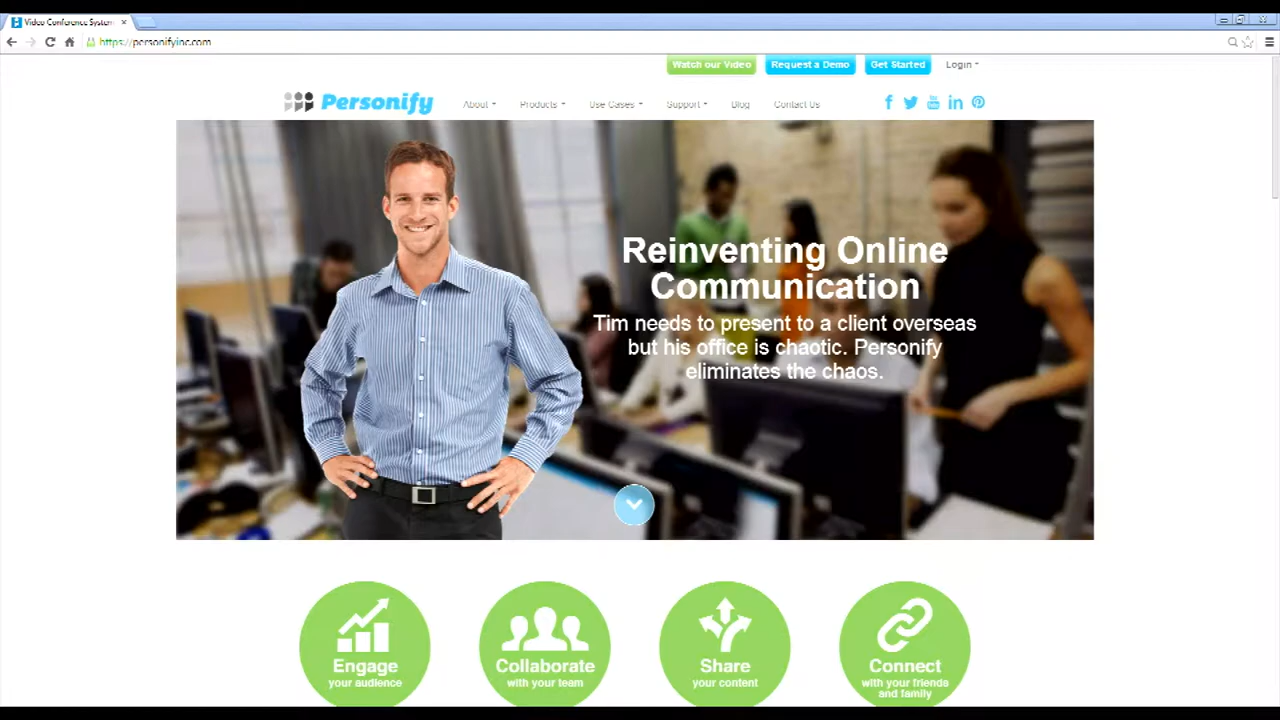 Video Conference System
https://personifyinc.com
Watch our Video
Request a Demo
Get Started
Login
Personify
About
Products
Use Cases
Support
Blog
Contact Us
Reinventing Online
Communication
Tim needs to present to a client overseas
but his office is chaotic. Personify
eliminates the chaos.
Engage
your audience
Collaborate
with your team
Share
your content
Connect
with your friends
and family